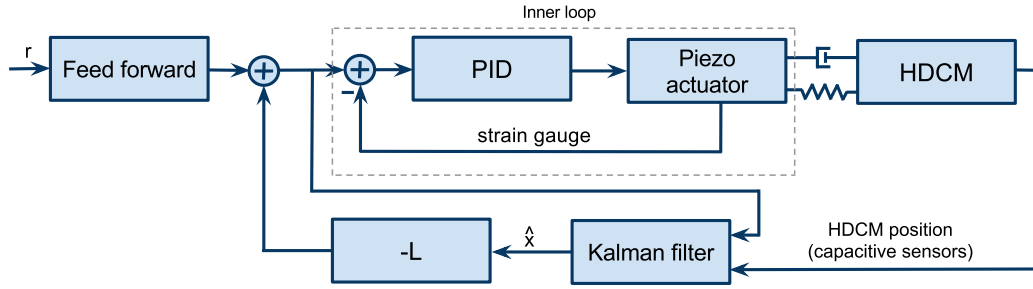 Inner loop
r
Feed forward
+
+
−
PID
Piezo
actuator
HDCM
strain gauge
-L
x̂
Kalman filter
HDCM position
(capacitive sensors)